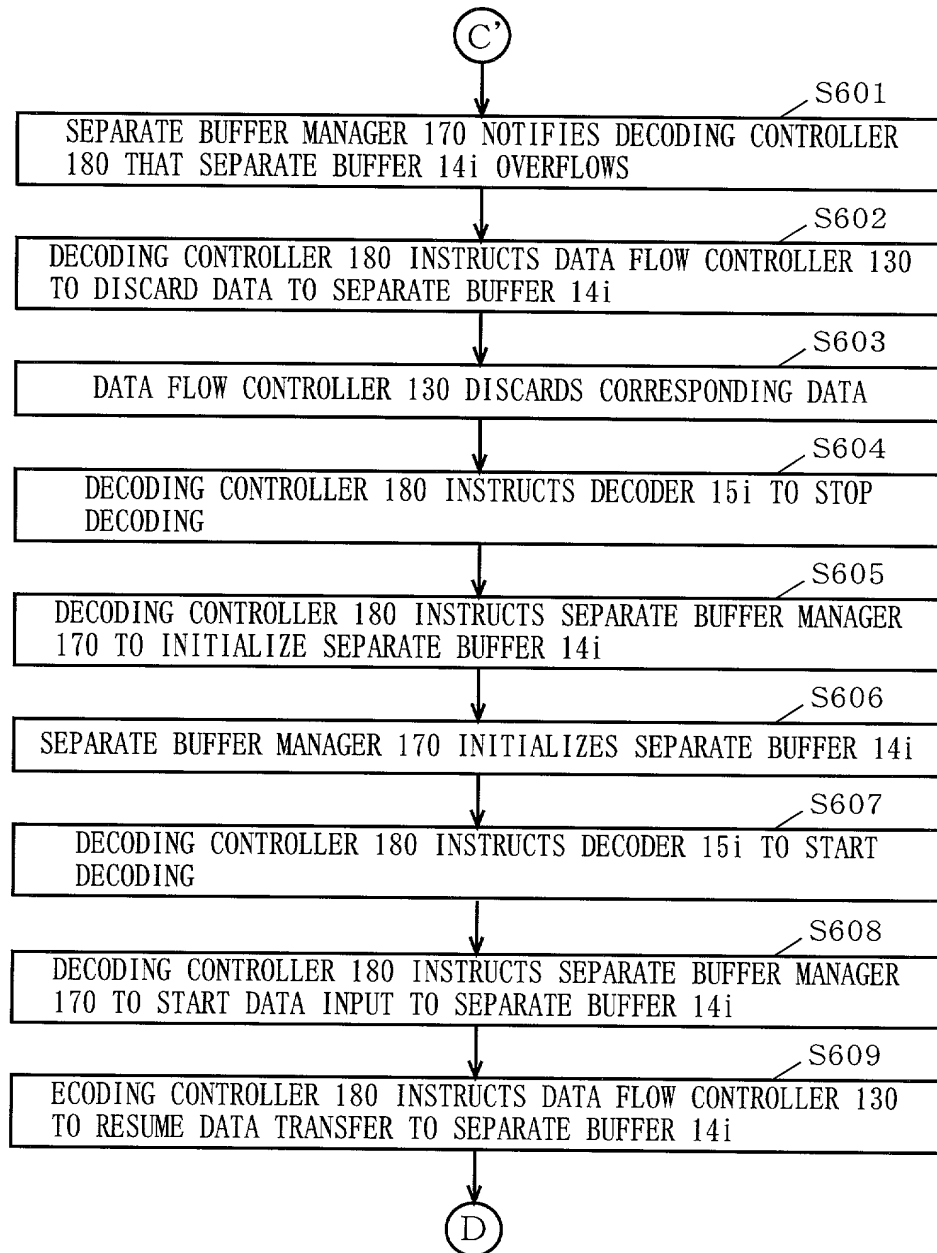 C'
S601
SEPARATE BUFFER MANAGER 170 NOTIFIES DECODING CONTROLLER
180 THAT SEPARATE BUFFER 14i OVERFLOWS
S602
DECODING CONTROLLER 180 INSTRUCTS DATA FLOW CONTROLLER 130
TO DISCARD DATA TO SEPARATE BUFFER 14i
S603
DATA FLOW CONTROLLER 130 DISCARDS CORRESPONDING DATA
S604
DECODING CONTROLLER 180 INSTRUCTS DECODER 15i TO STOP
DECODING
S605
DECODING CONTROLLER 180 INSTRUCTS SEPARATE BUFFER MANAGER
170 TO INITIALIZE SEPARATE BUFFER 14i
S606
SEPARATE BUFFER MANAGER 170 INITIALIZES SEPARATE BUFFER 14i
S607
DECODING CONTROLLER 180 INSTRUCTS DECODER 15i TO START
DECODING
S608
DECODING CONTROLLER 180 INSTRUCTS SEPARATE BUFFER MANAGER
170 TO START DATA INPUT TO SEPARATE BUFFER 14i
S609
ECODING CONTROLLER 180 INSTRUCTS DATA FLOW CONTROLLER 130
TO RESUME DATA TRANSFER TO SEPARATE BUFFER 14i
D